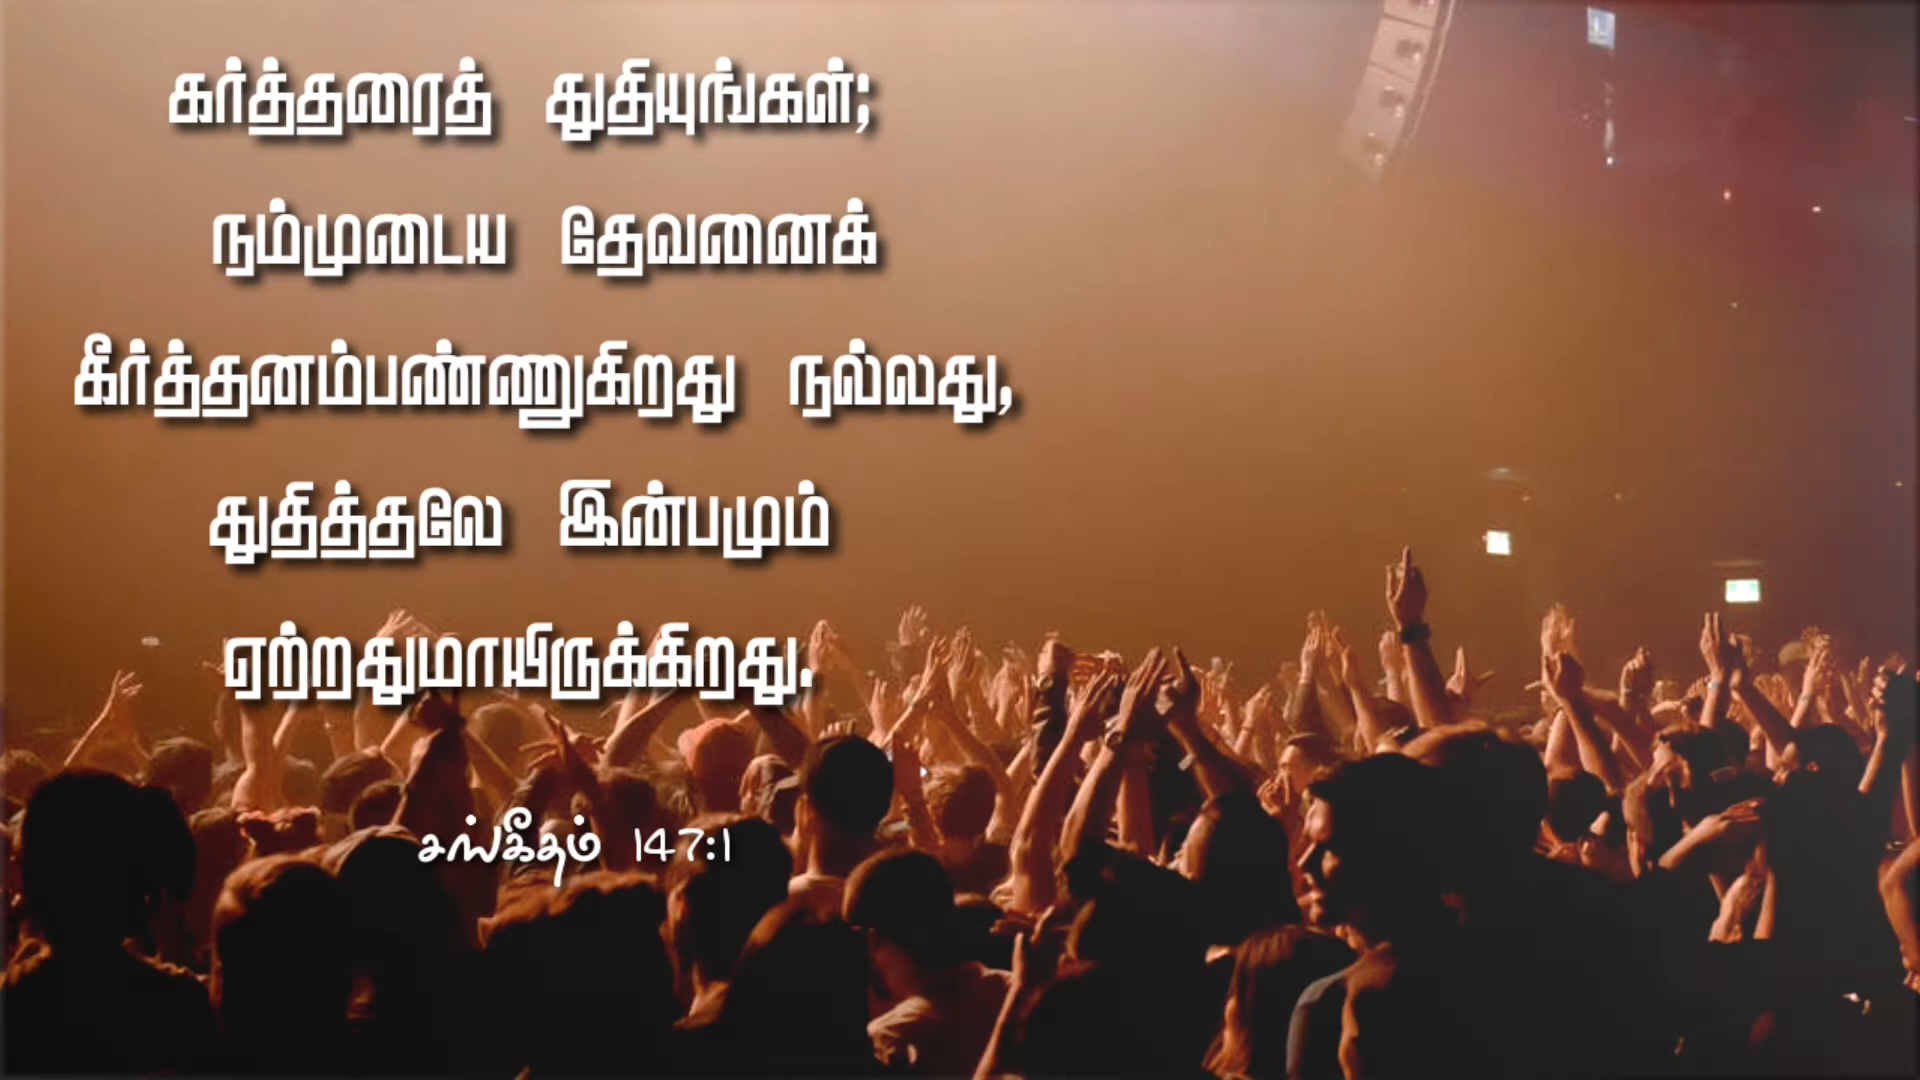 கர்த்தரைத் துதியுங்கள்;
நம்முடைய தேவனைக்
கீர்த்தனம்பண்ணுகிறது நல்லது,
துதித்தலே இன்பமும்
ஏற்றதுமாயிருக்கிறது.
சங்கீதம் 147:1